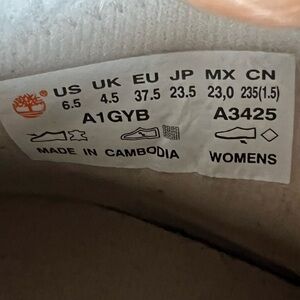 US UK EU JP MX CN
6.5 4.5 37.5 23.5 23,0 235(1.5)
A1GYB A3425
MADE IN CAMBODIA WOMENS